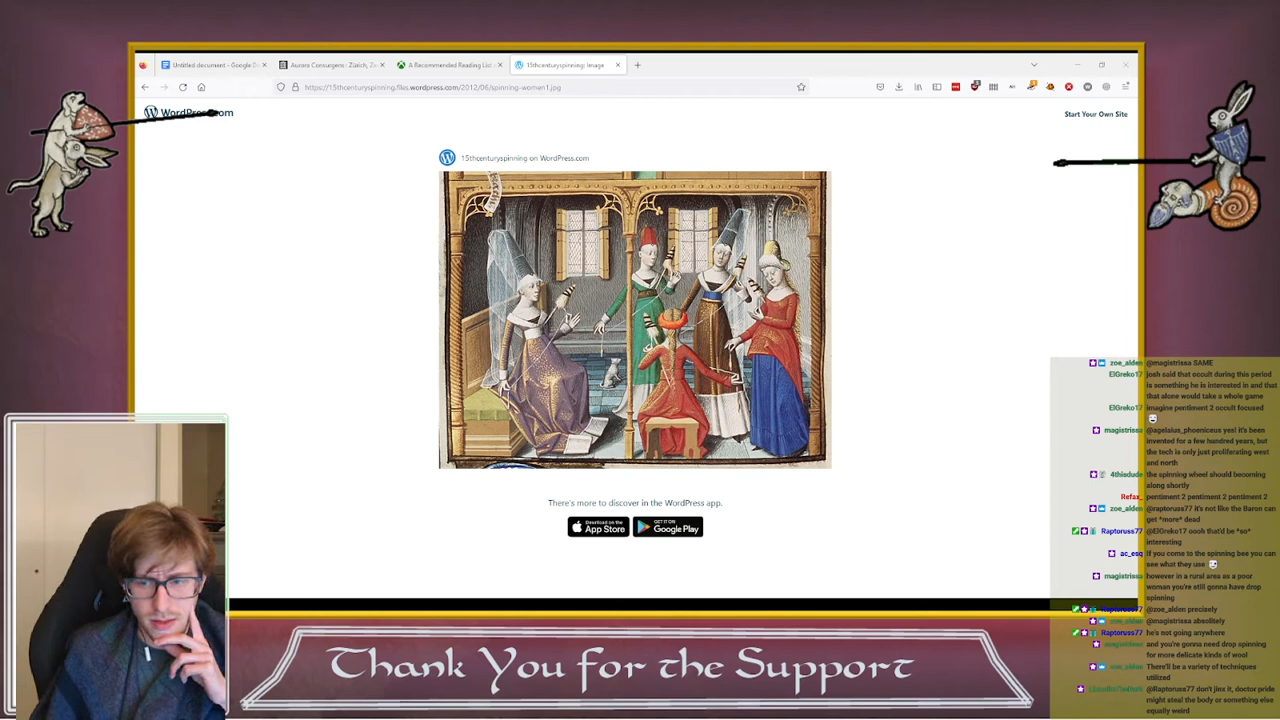 Untitled document - Google Do
Aurora Consurgens : Zürich, Ze
A Recommended Reading List
15thcenturyspinning: Image
https://15thcenturyspinning.files.wordpress.com/2012/06/spinning-women1.jpg
WordPress.com
Start Your Own Site
15thcenturyspinning on WordPress.com
There's more to discover in the WordPress app.
Download on the App Store
GET IT ON Google Play
zoe_alden @magistrissa SAME
ElGreko17 Josh said that occult during this period
is something he is interested in and that
that alone would take a whole game
ElGreko17 imagine pentiment 2 occult focused
magistrissa @agelaius_phoeniceus yes! it's been
invented for a few hundred years, but
the tech is only just proliferating west
and north
4thisdude the spinning wheel should becoming
along shortly
Refax_ pentiment 2 pentiment 2 pentiment 2
zoe_alden @raptoruss77 it's not like the Baron can
get *more* dead
Raptoruss77 @ElGreko17 oooh that'd be *so*
interesting
ac_esq If you come to the spinning bee you can
see what they use
magistrissa however in a rural area as a poor
woman you're still gonna have drop
spinning
Raptoruss77 @zoe_alden precisely
zoe_alden @magistrissa absolutely
Raptoruss77 he's not going anywhere
magistrissa and you're gonna need drop spinning
for more delicate kinds of wool
zoe_alden There'll be a variety of techniques
utilized
@Raptoruss77 don't jinx it, doctor pride
might steal the body or something else
equally weird
Thank You for the Support